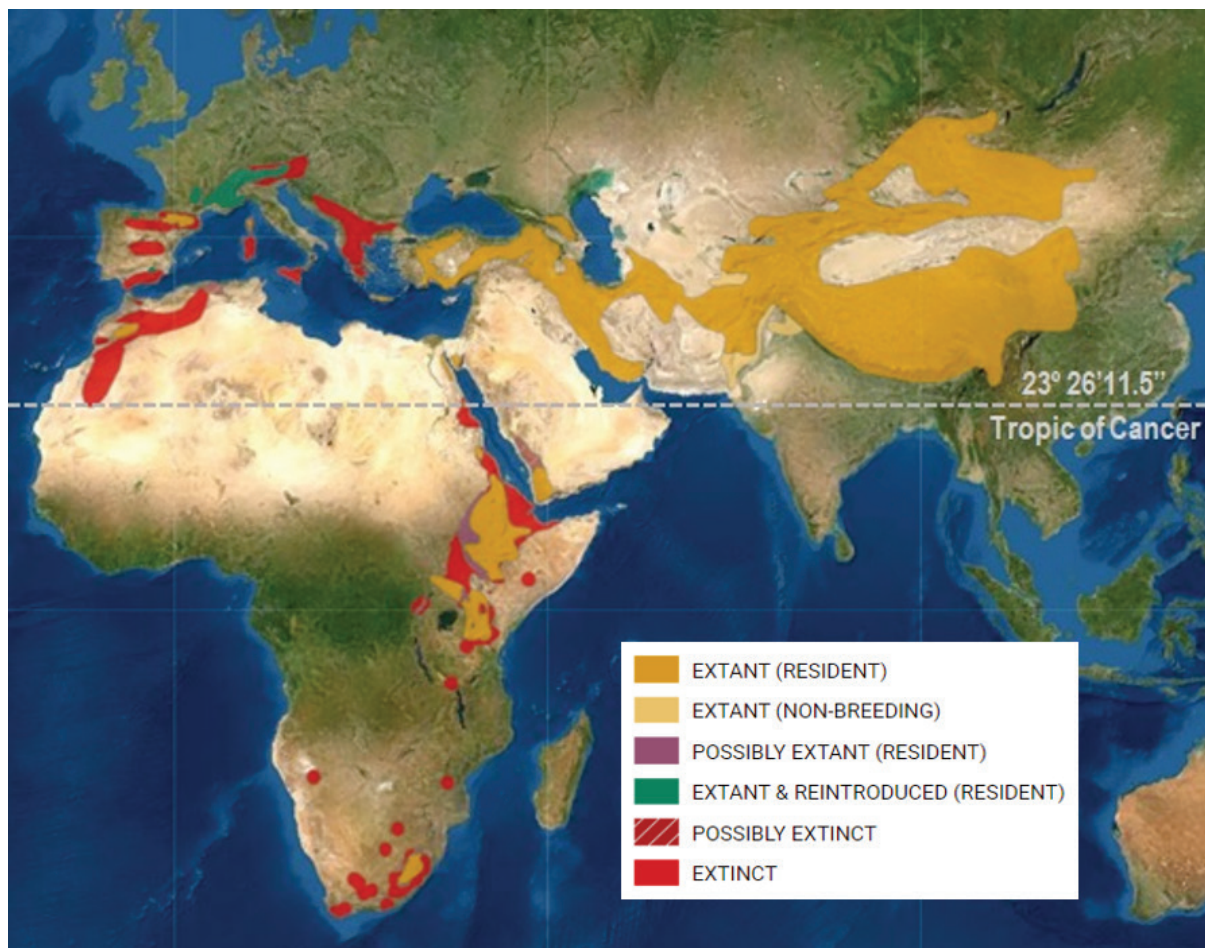 23º 26’11.5”
Tropic of Cancer
EXTANT (RESIDENT)
EXTANT (NON-BREEDING)
POSSIBLY EXTANT (RESIDENT)
EXTANT & REINTRODUCED (RESIDENT)
POSSIBLY EXTINCT
EXTINCT